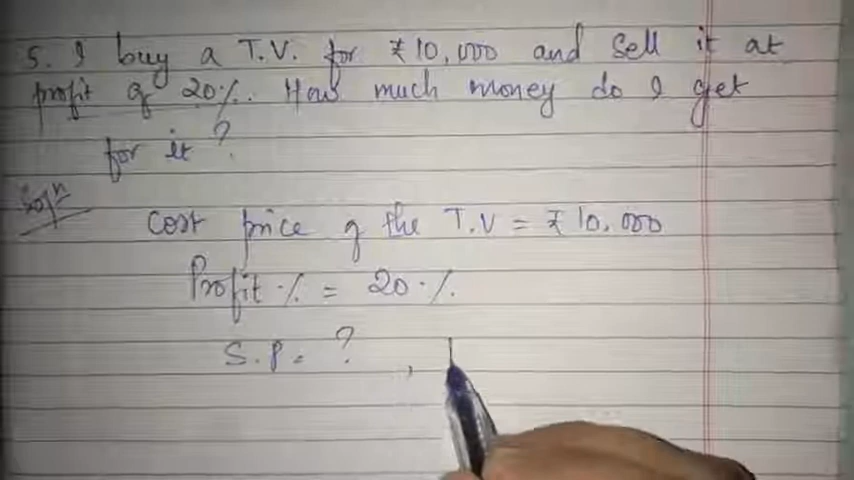 5. I buy a T.V. for ₹10,000 and sell it at
profit of 20%. How much money do I get
for it?
Solⁿ
Cost price of the T.V = ₹10,000
Profit % = 20%.
S.P. = ?